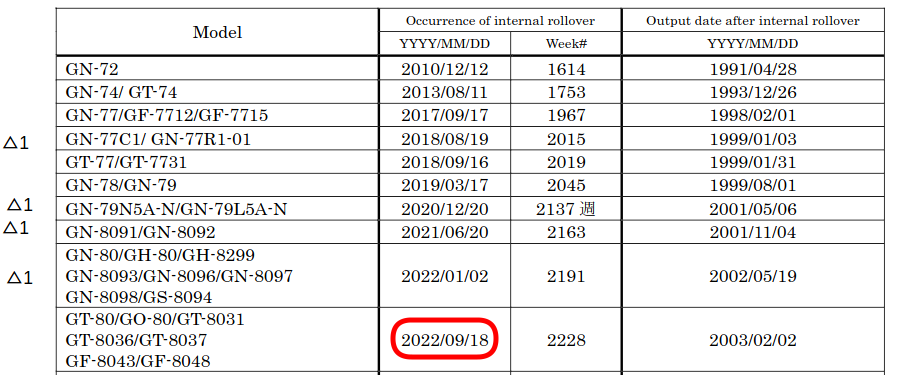 Model Occurrence of internal rollover Output date after internal rollover
YYYY/MM/DD Week# YYYY/MM/DD
GN-72 2010/12/12 1614 1991/04/28
GN-74/ GT-74 2013/08/11 1753 1993/12/26
GN-77/GF-7712/GF-7715 2017/09/17 1967 1998/02/01
△1 GN-77C1/ GN-77R1-01 2018/08/19 2015 1999/01/03
GT-77/GT-7731 2018/09/16 2019 1999/01/31
GN-78/GN-79 2019/03/17 2045 1999/08/01
△1 GN-79N5A-N/GN-79L5A-N 2020/12/20 2137 週 2001/05/06
△1 GN-8091/GN-8092 2021/06/20 2163 2001/11/04
GN-80/GH-80/GH-8299
△1 GN-8093/GN-8096/GN-8097 2022/01/02 2191 2002/05/19
GN-8098/GS-8094
GT-80/GO-80/GT-8031
GT-8036/GT-8037 2022/09/18 2228 2003/02/02
GF-8043/GF-8048